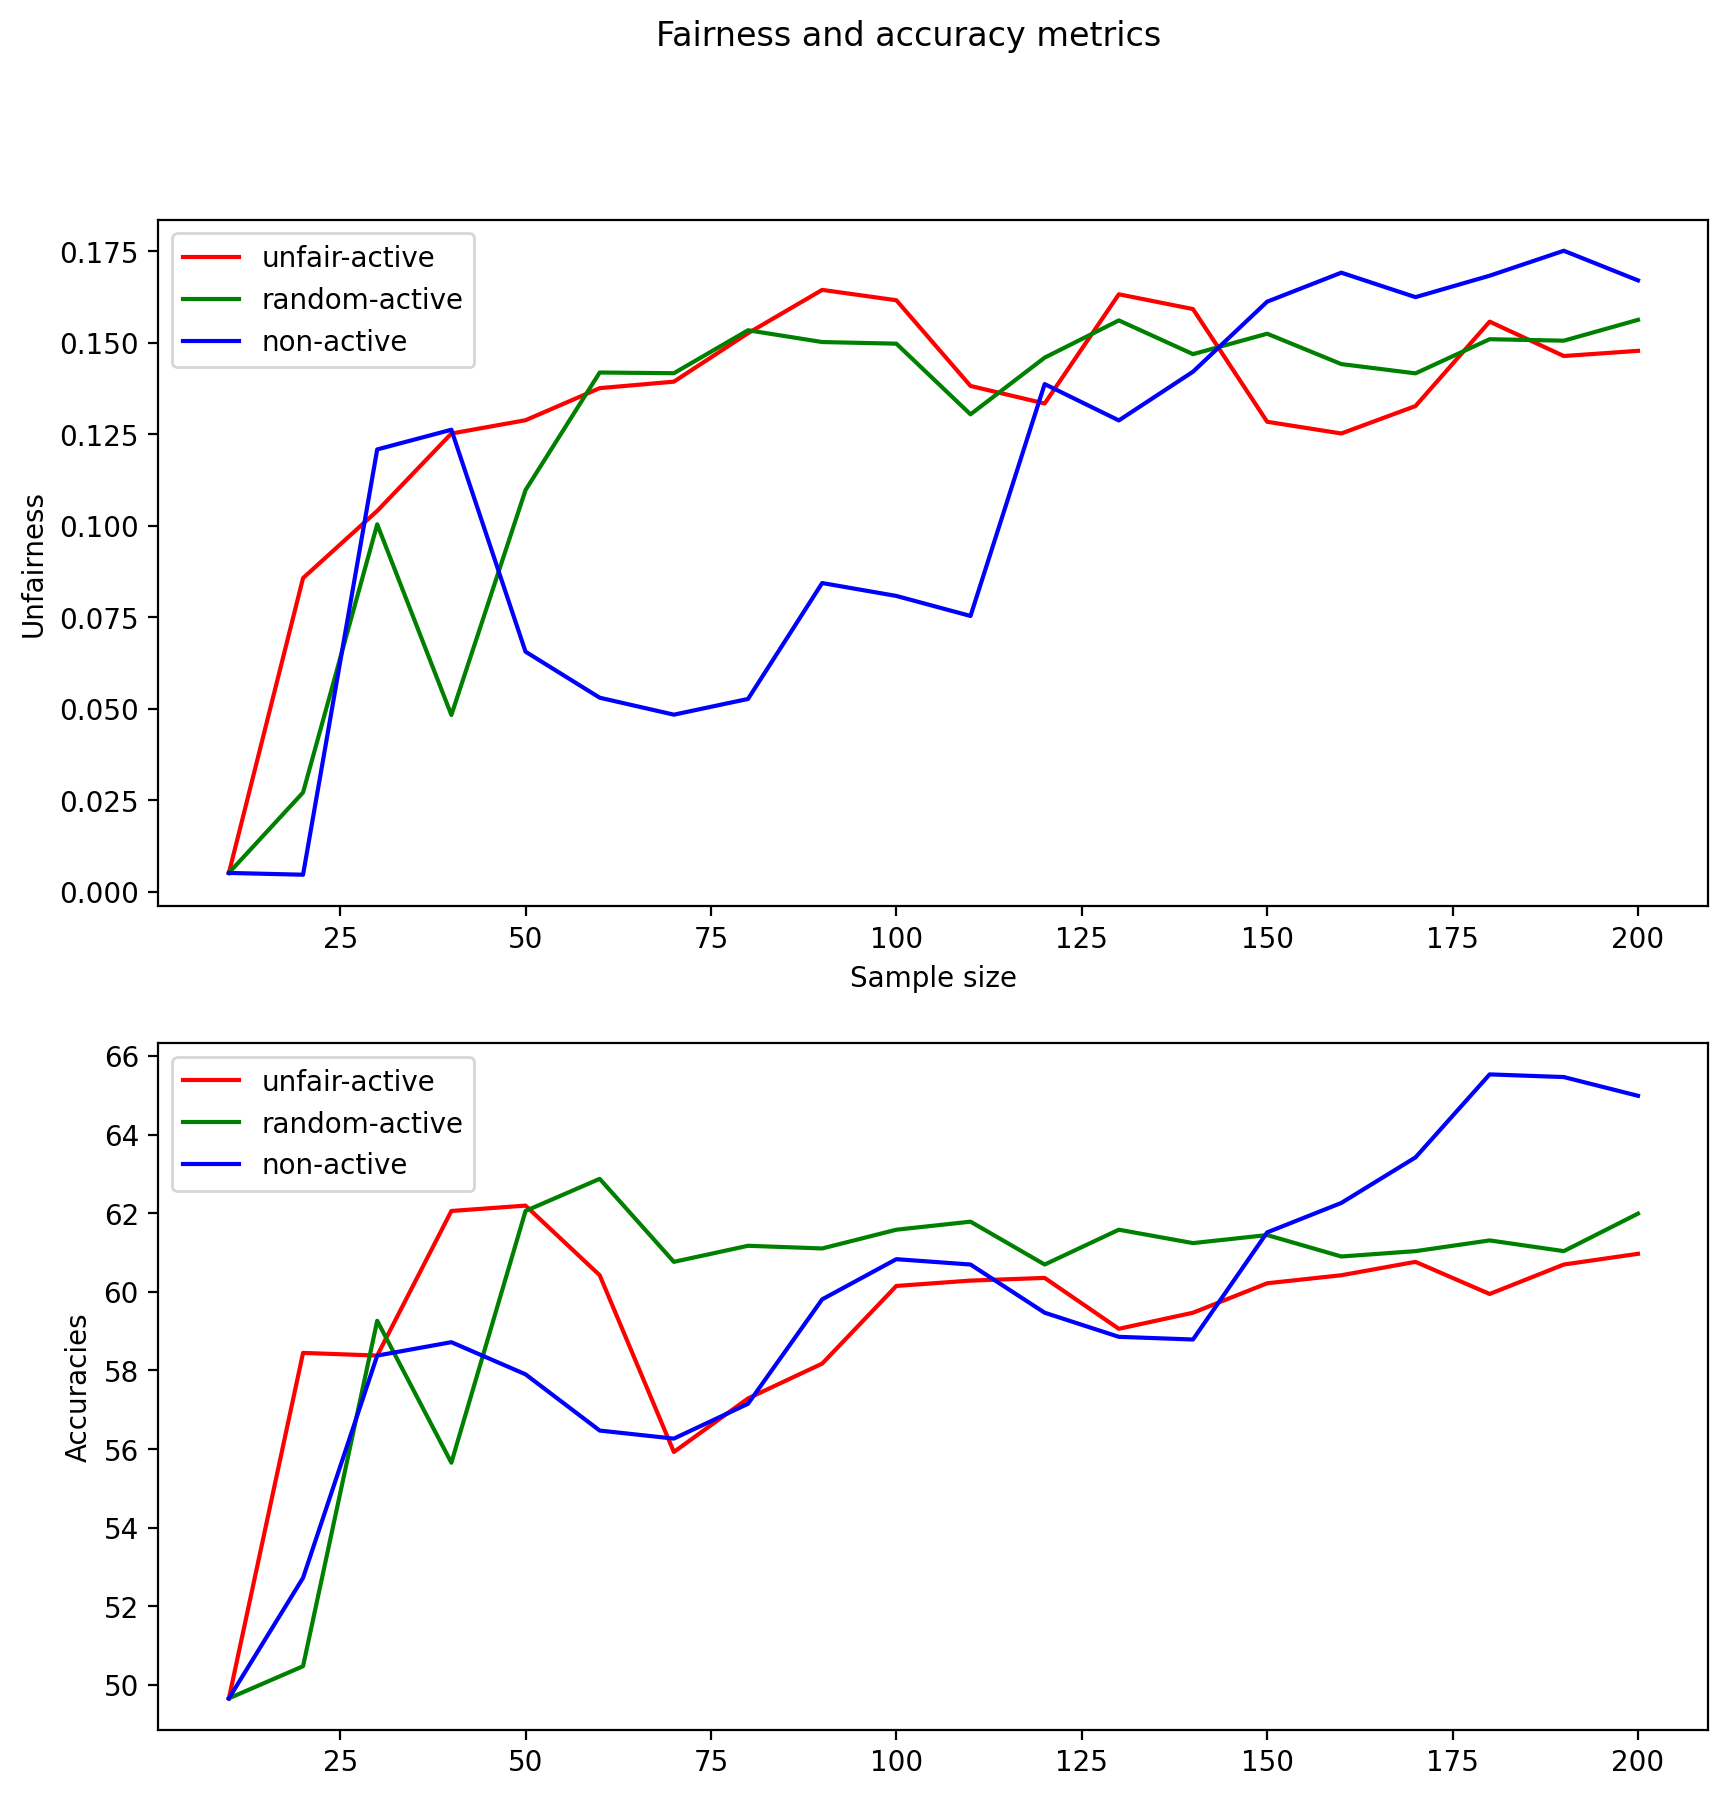 Fairness and accuracy metrics
unfair-active
random-active
non-active
0.175
0.150
0.125
0.100
0.075
0.050
0.025
0.000
Unfairness
25 50 75 100 125 150 175 200
Sample size
unfair-active
random-active
non-active
66
64
62
60
58
56
54
52
50
Accuracies
25 50 75 100 125 150 175 200